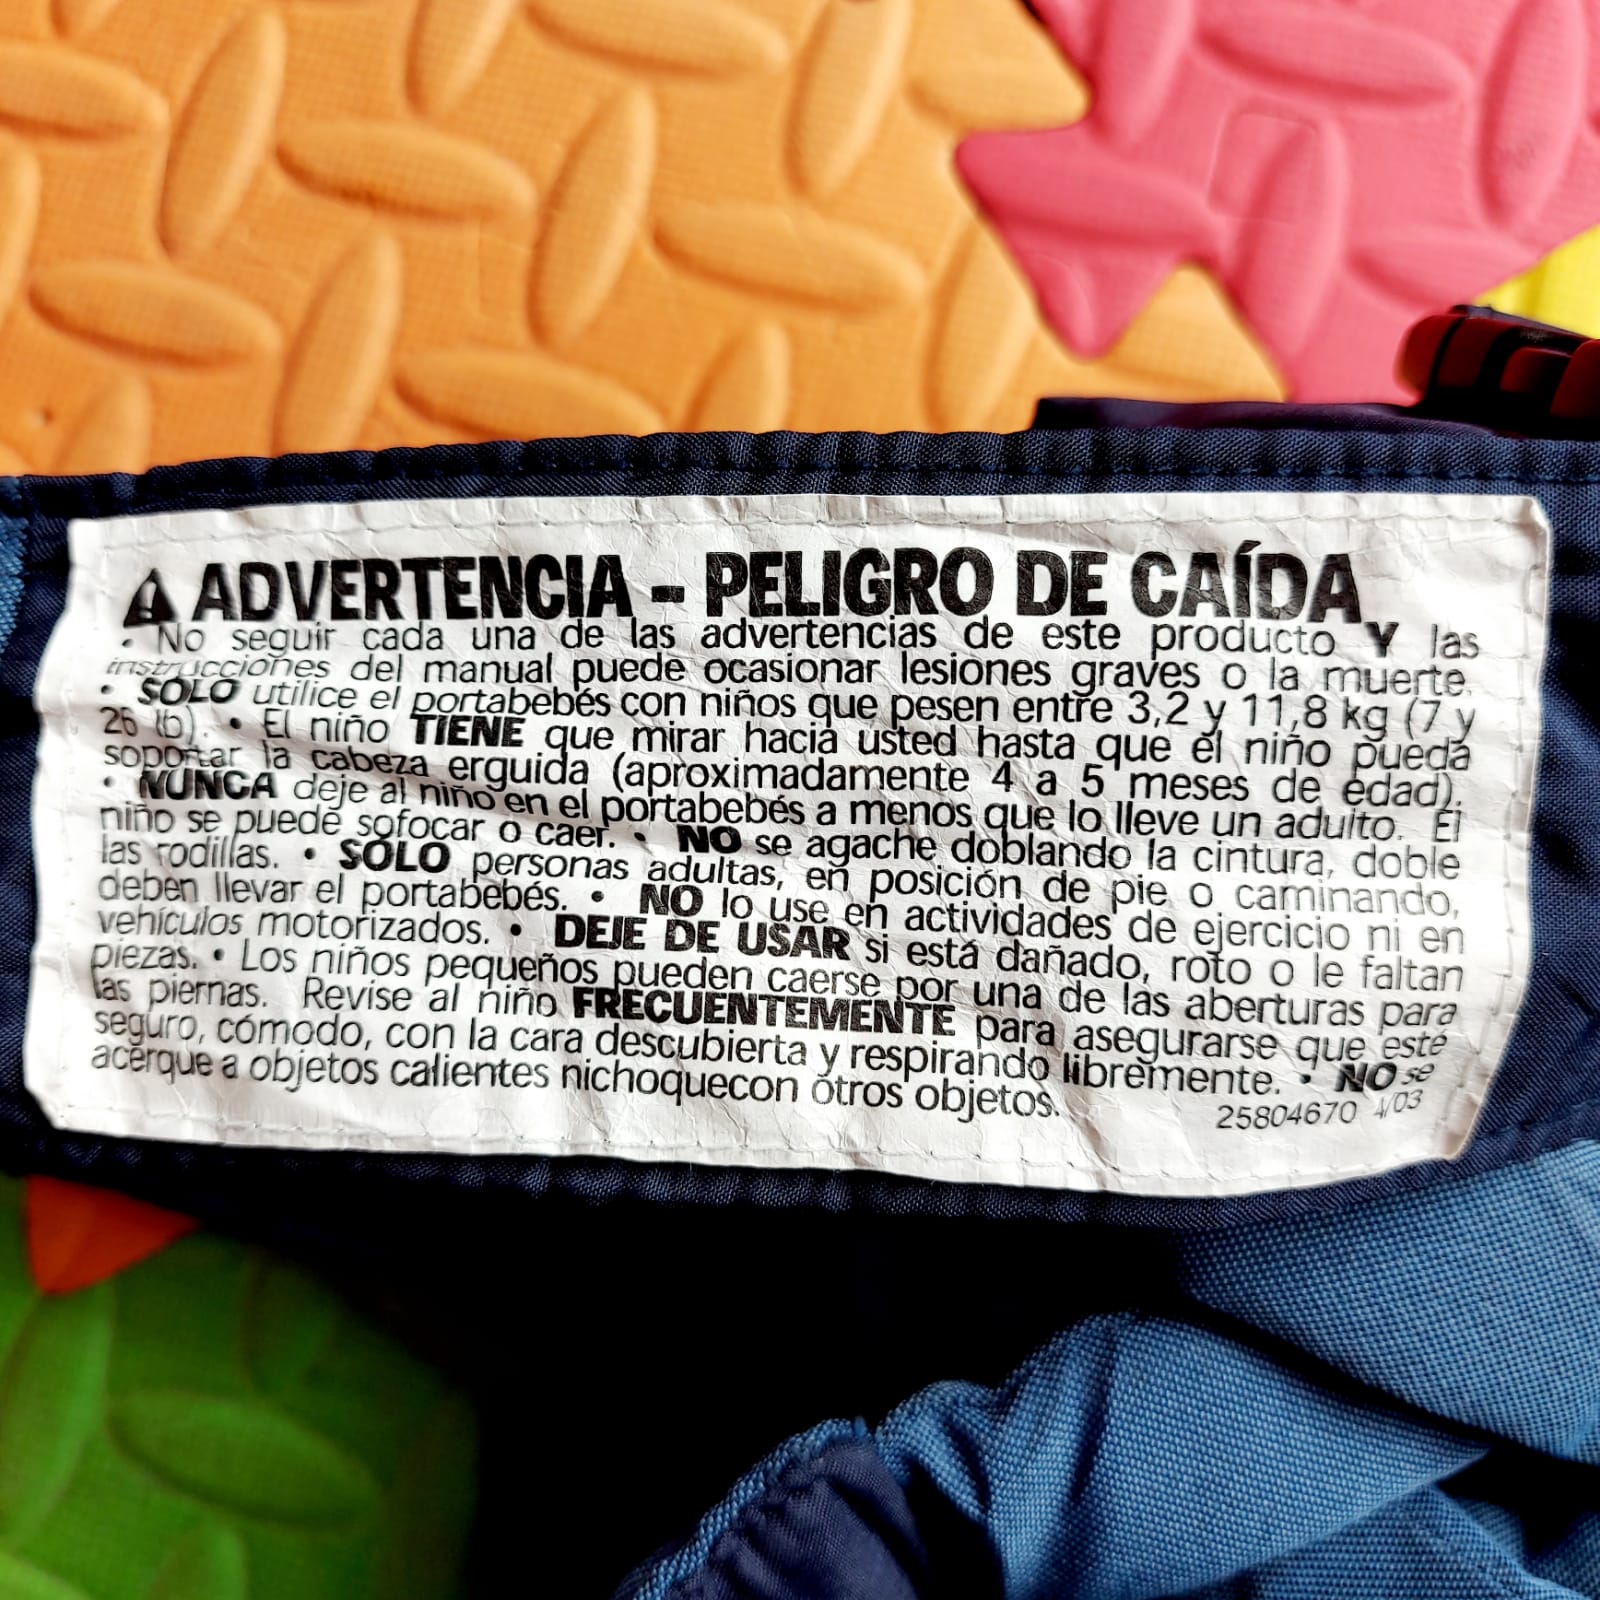 ADVERTENCIA - PELIGRO DE CAÍDA
• No seguir cada una de las advertencias de este producto Y las
instrucciones del manual puede ocasionar lesiones graves o la muerte.
• SÓLO utilice el portabebés con niños que pesen entre 3,2 y 11,8 kg (7 y
26 lb). • El niño TIENE que mirar hacia usted hasta que el niño pueda
soportar la cabeza erguida (aproximadamente 4 a 5 meses de edad).
• NUNCA deje al niño en el portabebés a menos que lo lleve un adulto. El
niño se puede sofocar o caer. • NO se agache doblando la cintura, doble
las rodillas. • SÓLO personas adultas, en posición de pie o caminando,
deben llevar el portabebés. • NO lo use en actividades de ejercicio ni en
vehículos motorizados. • DEJE DE USAR si está dañado, roto o le faltan
piezas. • Los niños pequeños pueden caerse por una de las aberturas para
las piernas. Revise al niño FRECUENTEMENTE para asegurarse que esté
seguro, cómodo, con la cara descubierta y respirando libremente. • NO se
acerque a objetos calientes nichoquecon otros objetos.
25804670 4/03